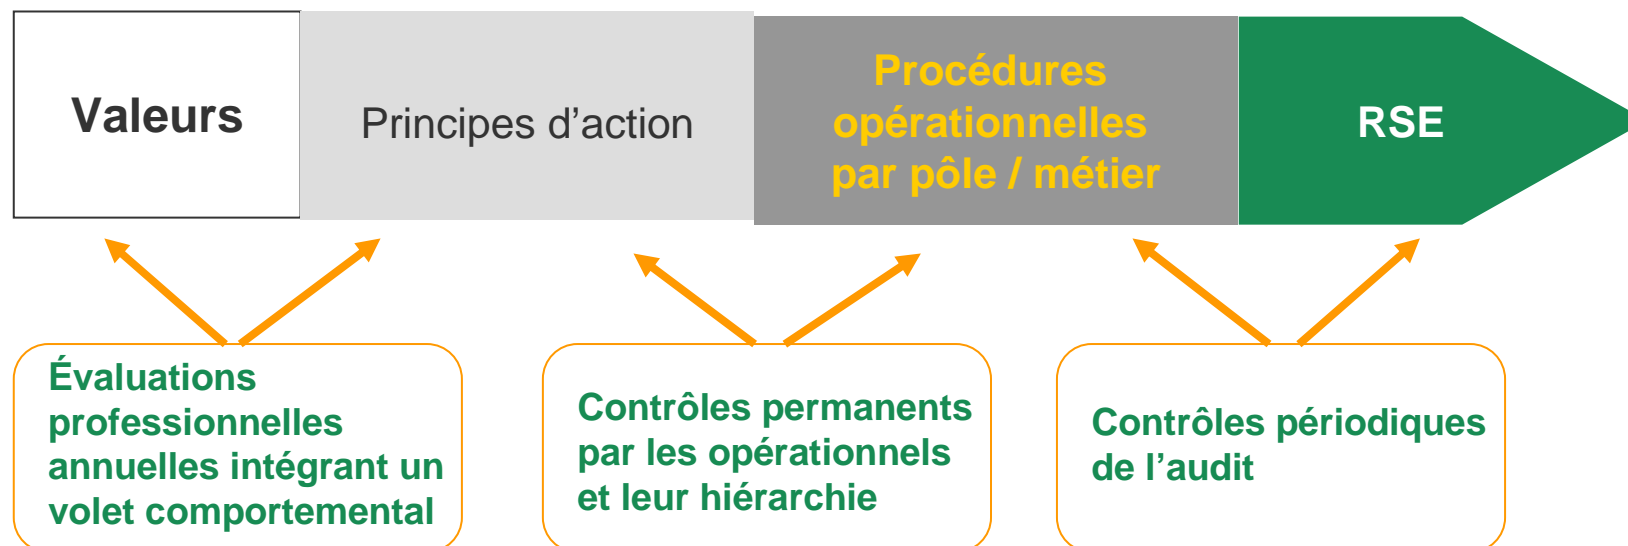 Valeurs
Principes d’action
Procédures
opérationnelles
par pôle / métier
RSE
Évaluations
professionnelles
annuelles intégrant un
volet comportemental
Contrôles permanents
par les opérationnels
et leur hiérarchie
Contrôles périodiques
de l’audit